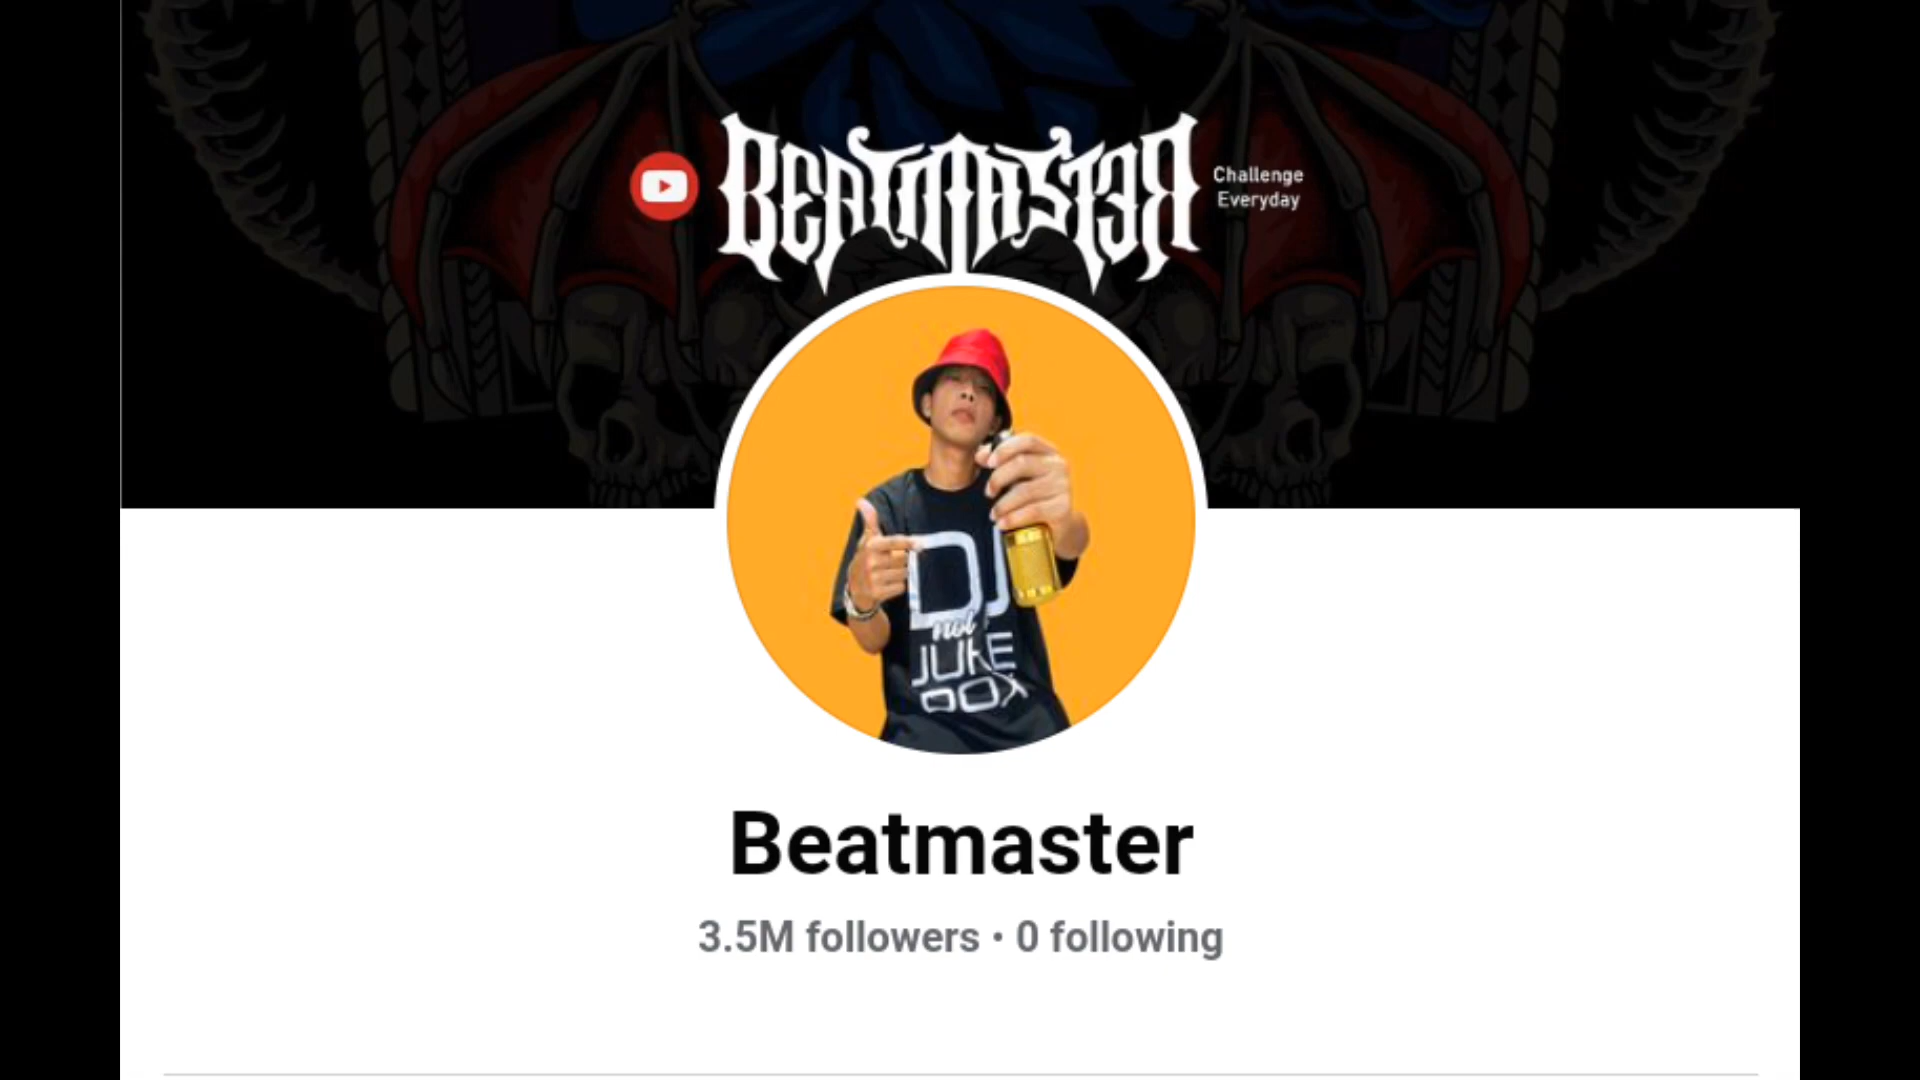 BEATMASTER
Challenge
Everyday
DJ
not
JUKE
BOX
Beatmaster
3.5M followers • 0 following